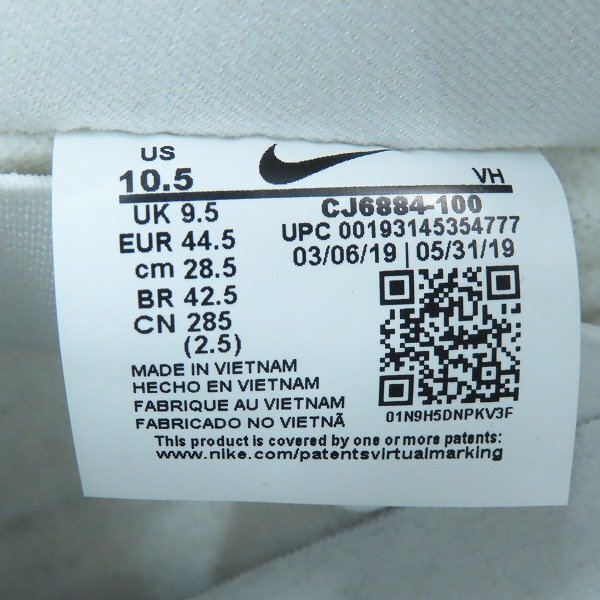 US
10.5
VH
UK 9.5
EUR 44.5
cm 28.5
BR 42.5
CN 285
(2.5)
CJ6884-100
UPC 00193145354777
03/06/19 | 05/31/19
01N9H5DNPKV3F
MADE IN VIETNAM
HECHO EN VIETNAM
FABRIQUE AU VIETNAM
FABRICADO NO VIETNÃ
This product is covered by one or more patents:
www.nike.com/patentsvirtualmarking